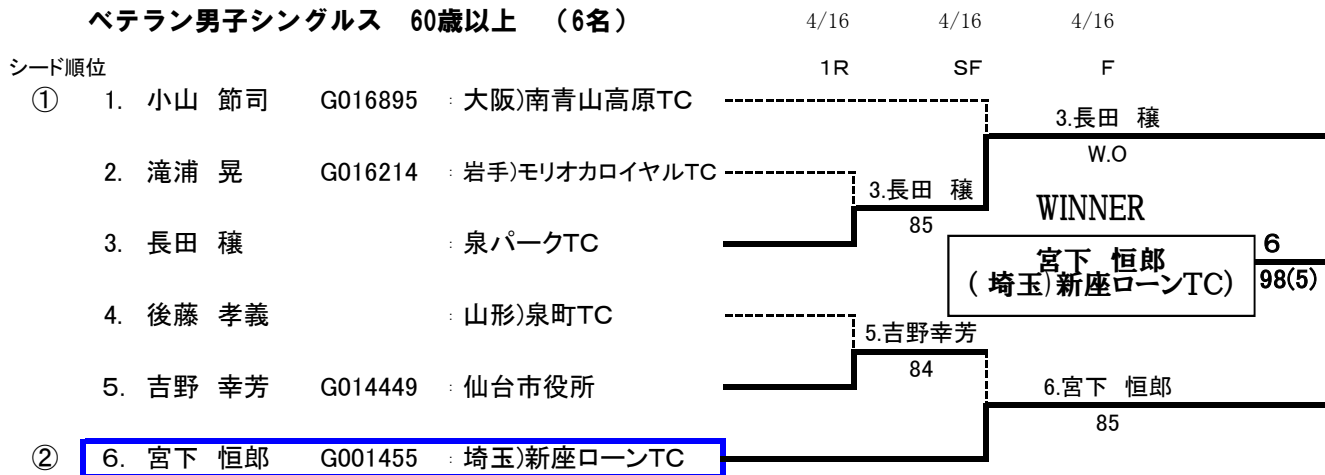 ベテラン男子シングルス　60歳以上　（6名） 4/16 4/16 4/16
シード順位 1R SF F
① 1. 小山　節司 G016895 : 大阪)南青山高原TC
3.長田　穣
W.O
2. 滝浦　晃 G016214 : 岩手)モリオカロイヤルTC
3.長田　穣
85
WINNER
3. 長田　穣 : 泉パークTC
宮下　恒郎
( 埼玉)新座ローンTC)
6
98(5)
4. 後藤　孝義 : 山形)泉町TC
5.吉野幸芳
84
5. 吉野　幸芳 G014449 : 仙台市役所
6.宮下　恒郎
85
② 6. 宮下　恒郎 G001455 : 埼玉)新座ローンTC